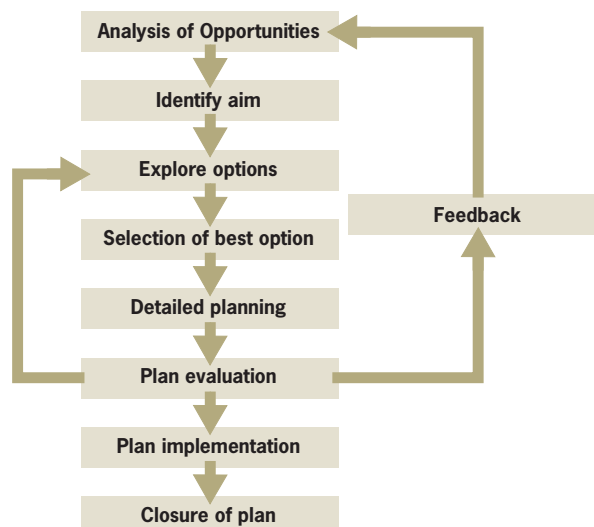 Analysis of Opportunities
Identify aim
Explore options
Selection of best option
Feedback
Detailed planning
Plan evaluation
Plan implementation
Closure of plan